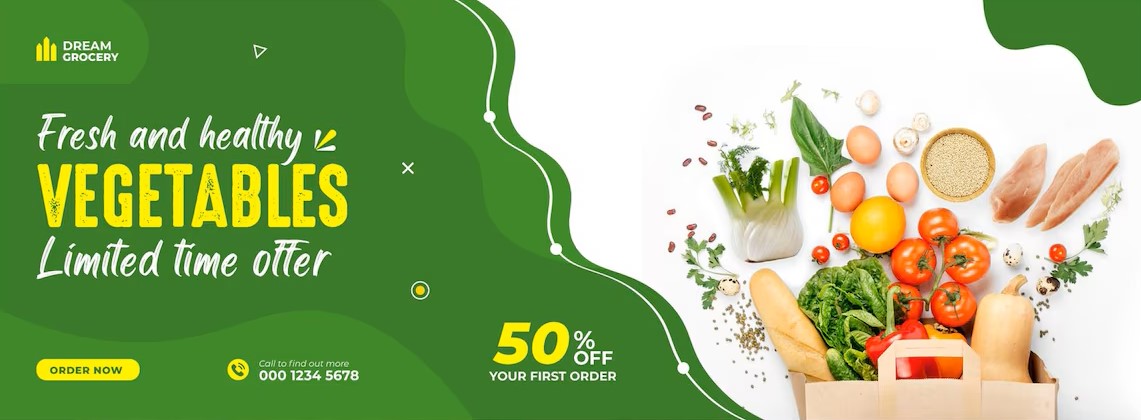 DREAM
GROCERY
Fresh and healthy
VEGETABLES
Limited time offer
ORDER NOW
Call to find out more
000 1234 5678
50% OFF
YOUR FIRST ORDER